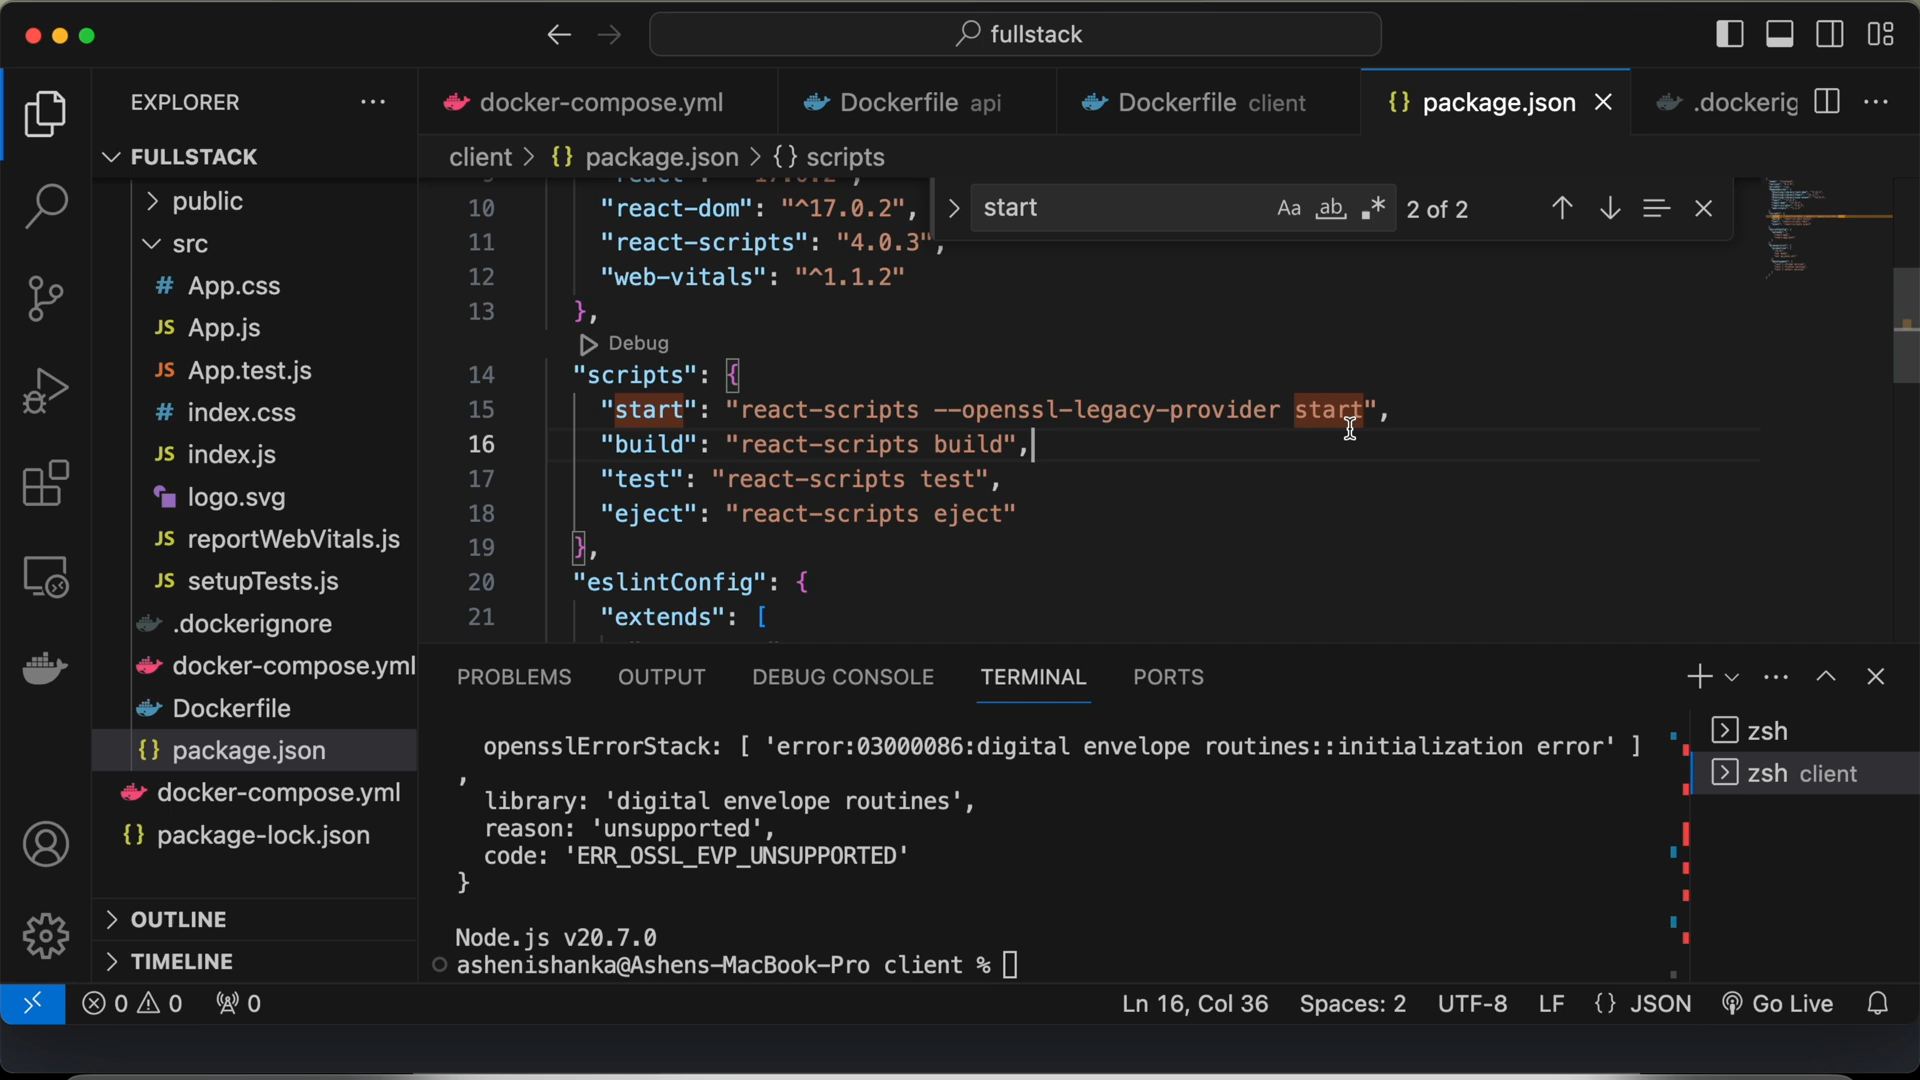 fullstack
EXPLORER
FULLSTACK
public
src
App.css
App.js
App.test.js
index.css
index.js
logo.svg
reportWebVitals.js
setupTests.js
.dockerignore
docker-compose.yml
Dockerfile
package.json
docker-compose.yml
package-lock.json
OUTLINE
TIMELINE
docker-compose.yml
Dockerfile api
Dockerfile client
package.json
.dockerig
client > {} package.json > {} scripts
start
Aa ab .* 2 of 2
10 "react-dom": "^17.0.2",
11 "react-scripts": "4.0.3",
12 "web-vitals": "^1.1.2"
13 },
Debug
14 "scripts": {
15 "start": "react-scripts --openssl-legacy-provider start",
16 "build": "react-scripts build",
17 "test": "react-scripts test",
18 "eject": "react-scripts eject"
19 },
20 "eslintConfig": {
21 "extends": [
PROBLEMS OUTPUT DEBUG CONSOLE TERMINAL PORTS
opensslErrorStack: [ 'error:03000086:digital envelope routines::initialization error' ]
,
library: 'digital envelope routines',
reason: 'unsupported',
code: 'ERR_OSSL_EVP_UNSUPPORTED'
}
Node.js v20.7.0
ashenishanka@Ashens-MacBook-Pro client %
zsh
zsh client
0 0 0
Ln 16, Col 36 Spaces: 2 UTF-8 LF {} JSON Go Live